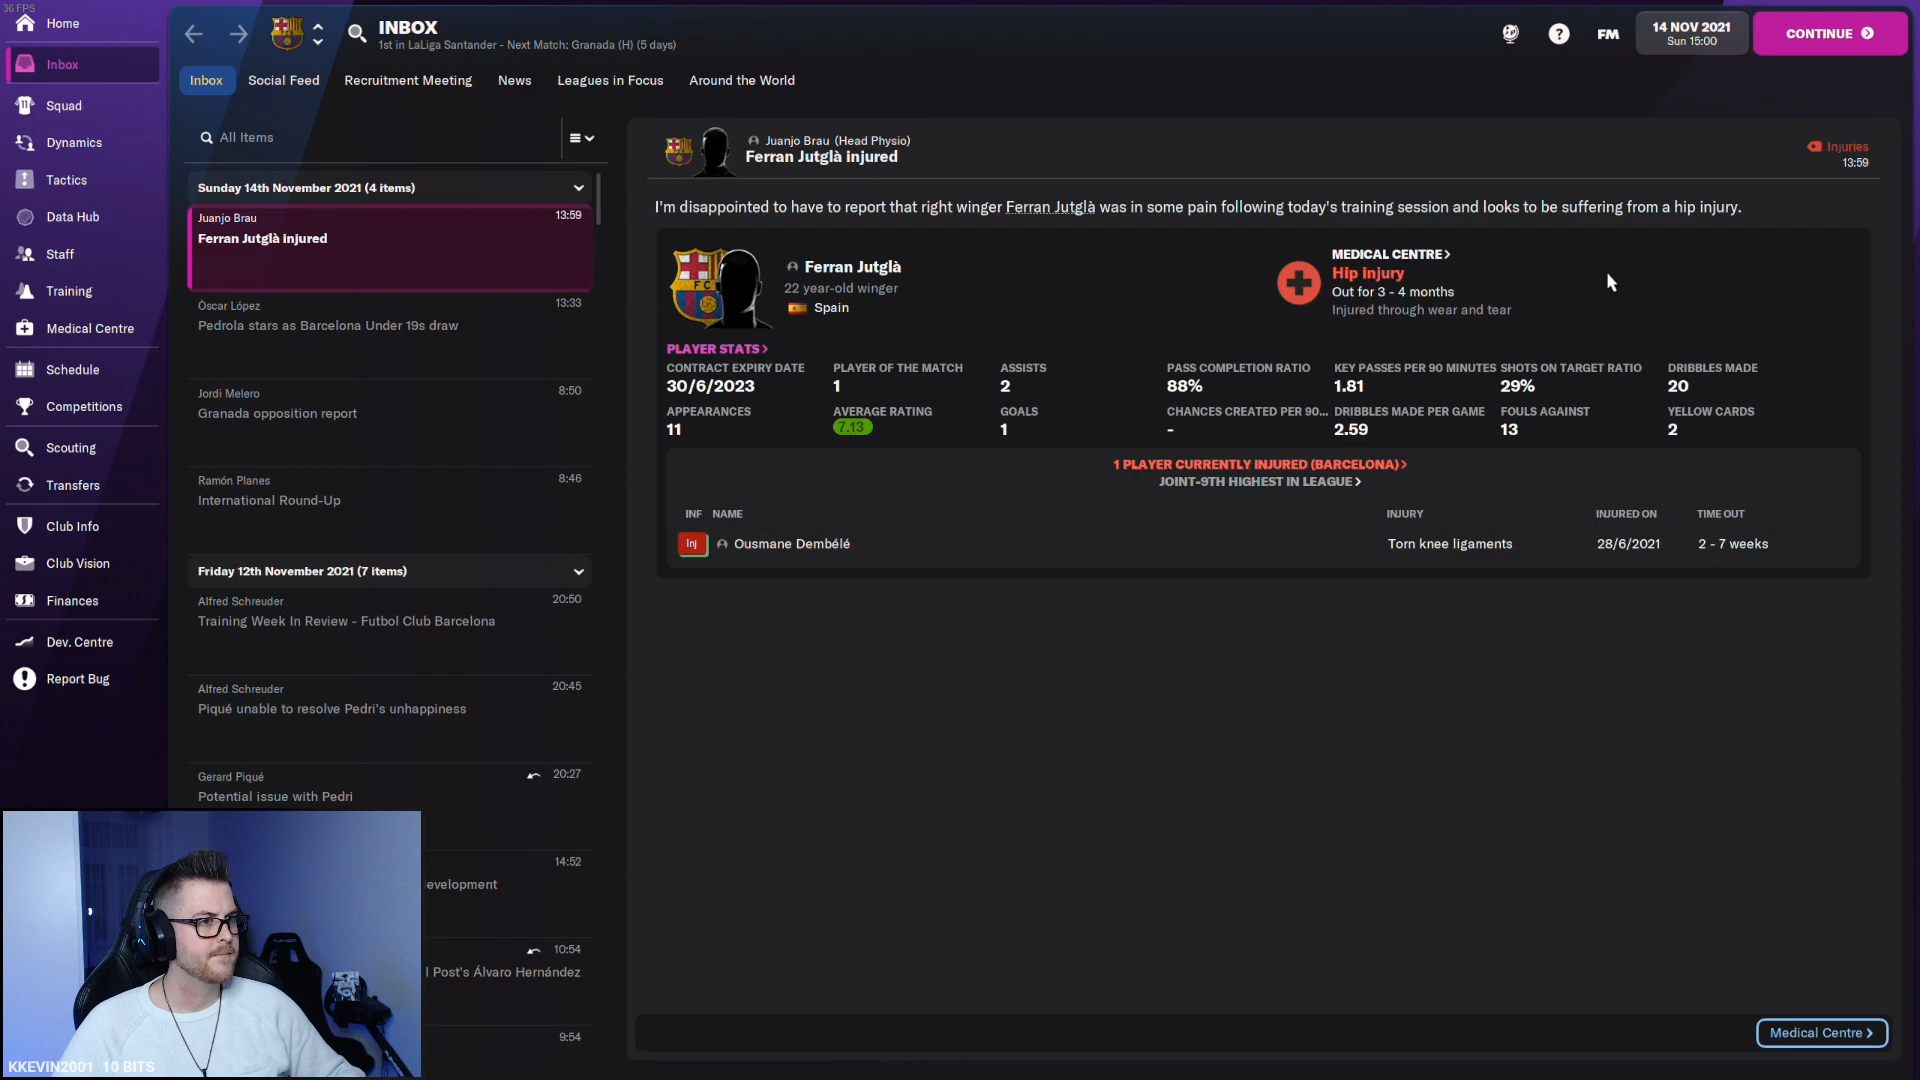 36 FPS
Home
Inbox
Squad
Dynamics
Tactics
Data Hub
Staff
Training
Medical Centre
Schedule
Competitions
Scouting
Transfers
Club Info
Club Vision
Finances
Dev. Centre
Report Bug
INBOX
1st in LaLiga Santander - Next Match: Granada (H) (5 days)
FM
14 NOV 2021
Sun 15:00
CONTINUE
Inbox Social Feed Recruitment Meeting News Leagues in Focus Around the World
All Items
Sunday 14th November 2021 (4 items)
Juanjo Brau 13:59
Ferran Jutglà injured
Òscar López 13:33
Pedrola stars as Barcelona Under 19s draw
Jordi Melero 8:50
Granada opposition report
Ramón Planes 8:46
International Round-Up
Friday 12th November 2021 (7 items)
Alfred Schreuder 20:50
Training Week In Review - Futbol Club Barcelona
Alfred Schreuder 20:45
Piqué unable to resolve Pedri's unhappiness
Gerard Piqué 20:27
Potential issue with Pedri
14:52
evelopment
10:54
l Post's Álvaro Hernández
9:54
Juanjo Brau (Head Physio)
Ferran Jutglà injured
Injuries
13:59
I'm disappointed to have to report that right winger Ferran Jutglà was in some pain following today's training session and looks to be suffering from a hip injury.
Ferran Jutglà
22 year-old winger
Spain
MEDICAL CENTRE
Hip injury
Out for 3 - 4 months
Injured through wear and tear
PLAYER STATS
CONTRACT EXPIRY DATE PLAYER OF THE MATCH ASSISTS PASS COMPLETION RATIO KEY PASSES PER 90 MINUTES SHOTS ON TARGET RATIO DRIBBLES MADE
30/6/2023 1 2 88% 1.81 29% 20
APPEARANCES AVERAGE RATING GOALS CHANCES CREATED PER 90... DRIBBLES MADE PER GAME FOULS AGAINST YELLOW CARDS
11 7.13 1 - 2.59 13 2
1 PLAYER CURRENTLY INJURED (BARCELONA)
JOINT-9TH HIGHEST IN LEAGUE
INF NAME INJURY INJURED ON TIME OUT
Inj Ousmane Dembélé Torn knee ligaments 28/6/2021 2 - 7 weeks
Medical Centre
KKEVIN2001 10 BITS